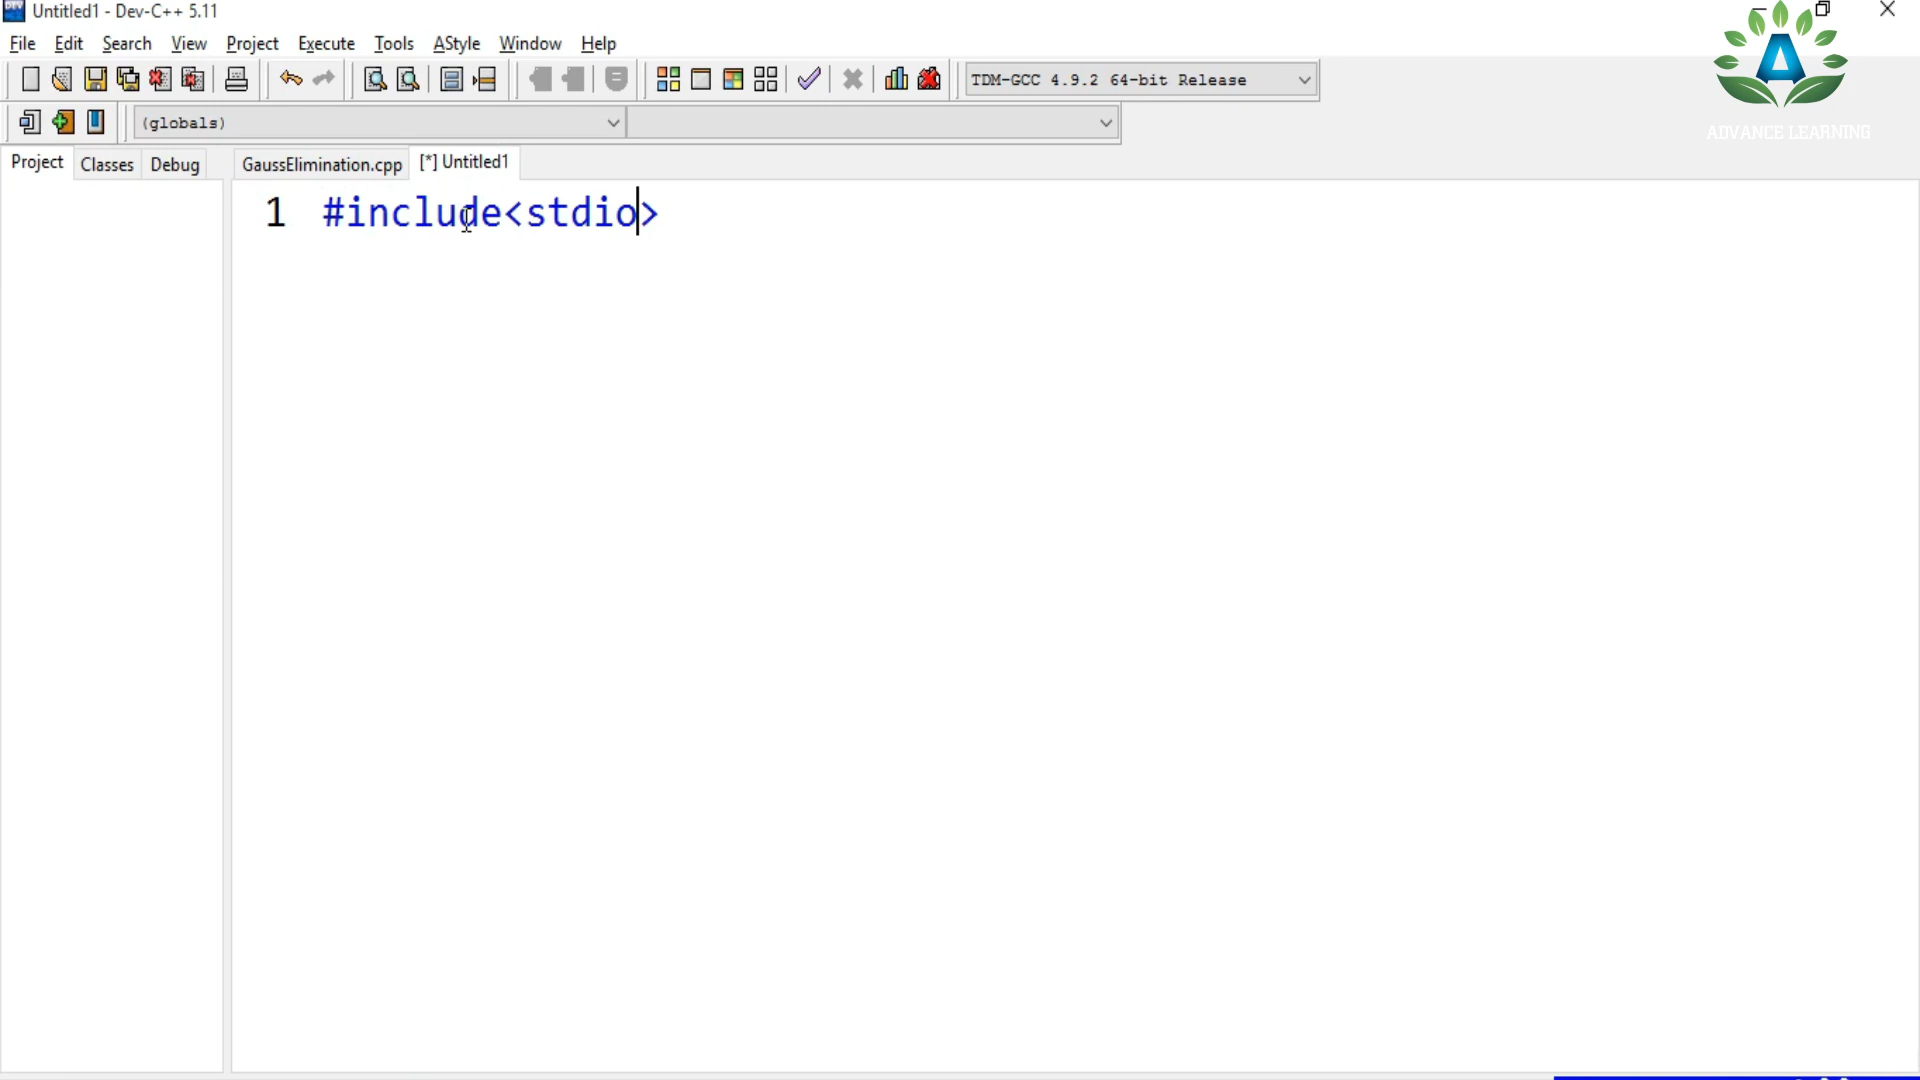 DEV Untitled1 - Dev-C++ 5.11
File Edit Search View Project Execute Tools AStyle Window Help
TDM-GCC 4.9.2 64-bit Release
(globals)
A
ADVANCE LEARNING
Project Classes Debug GaussElimination.cpp [*] Untitled1
1 #include<stdio>